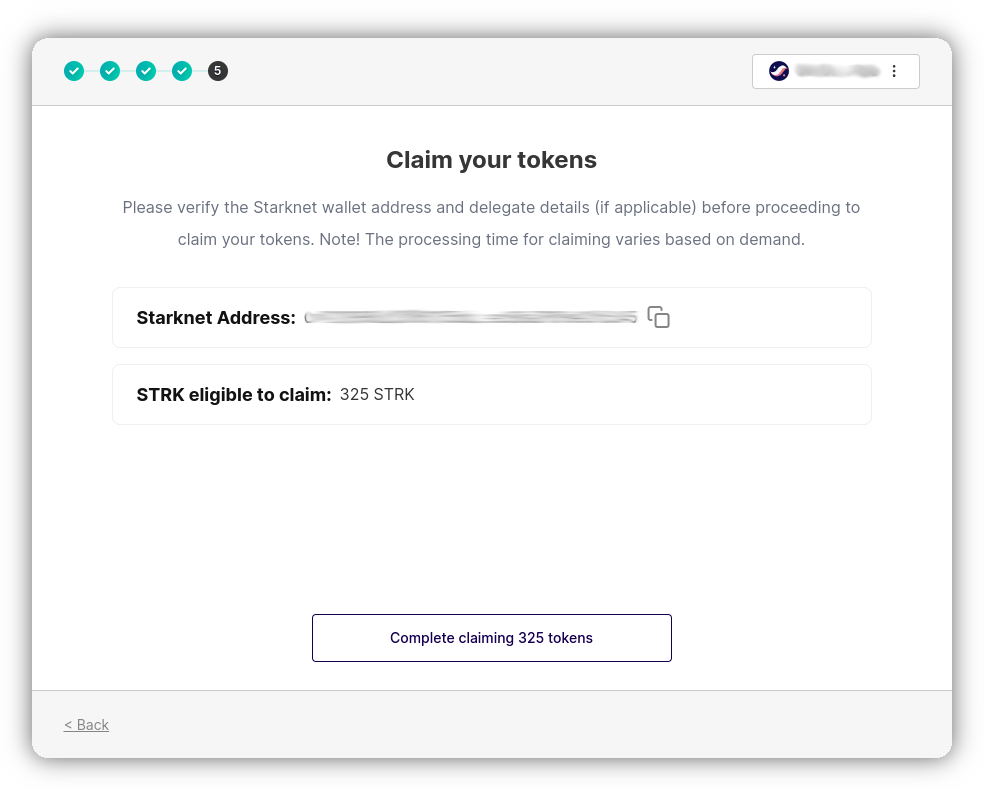 5
Claim your tokens
Please verify the Starknet wallet address and delegate details (if applicable) before proceeding to
claim your tokens. Note! The processing time for claiming varies based on demand.
Starknet Address:
STRK eligible to claim: 325 STRK
Complete claiming 325 tokens
< Back